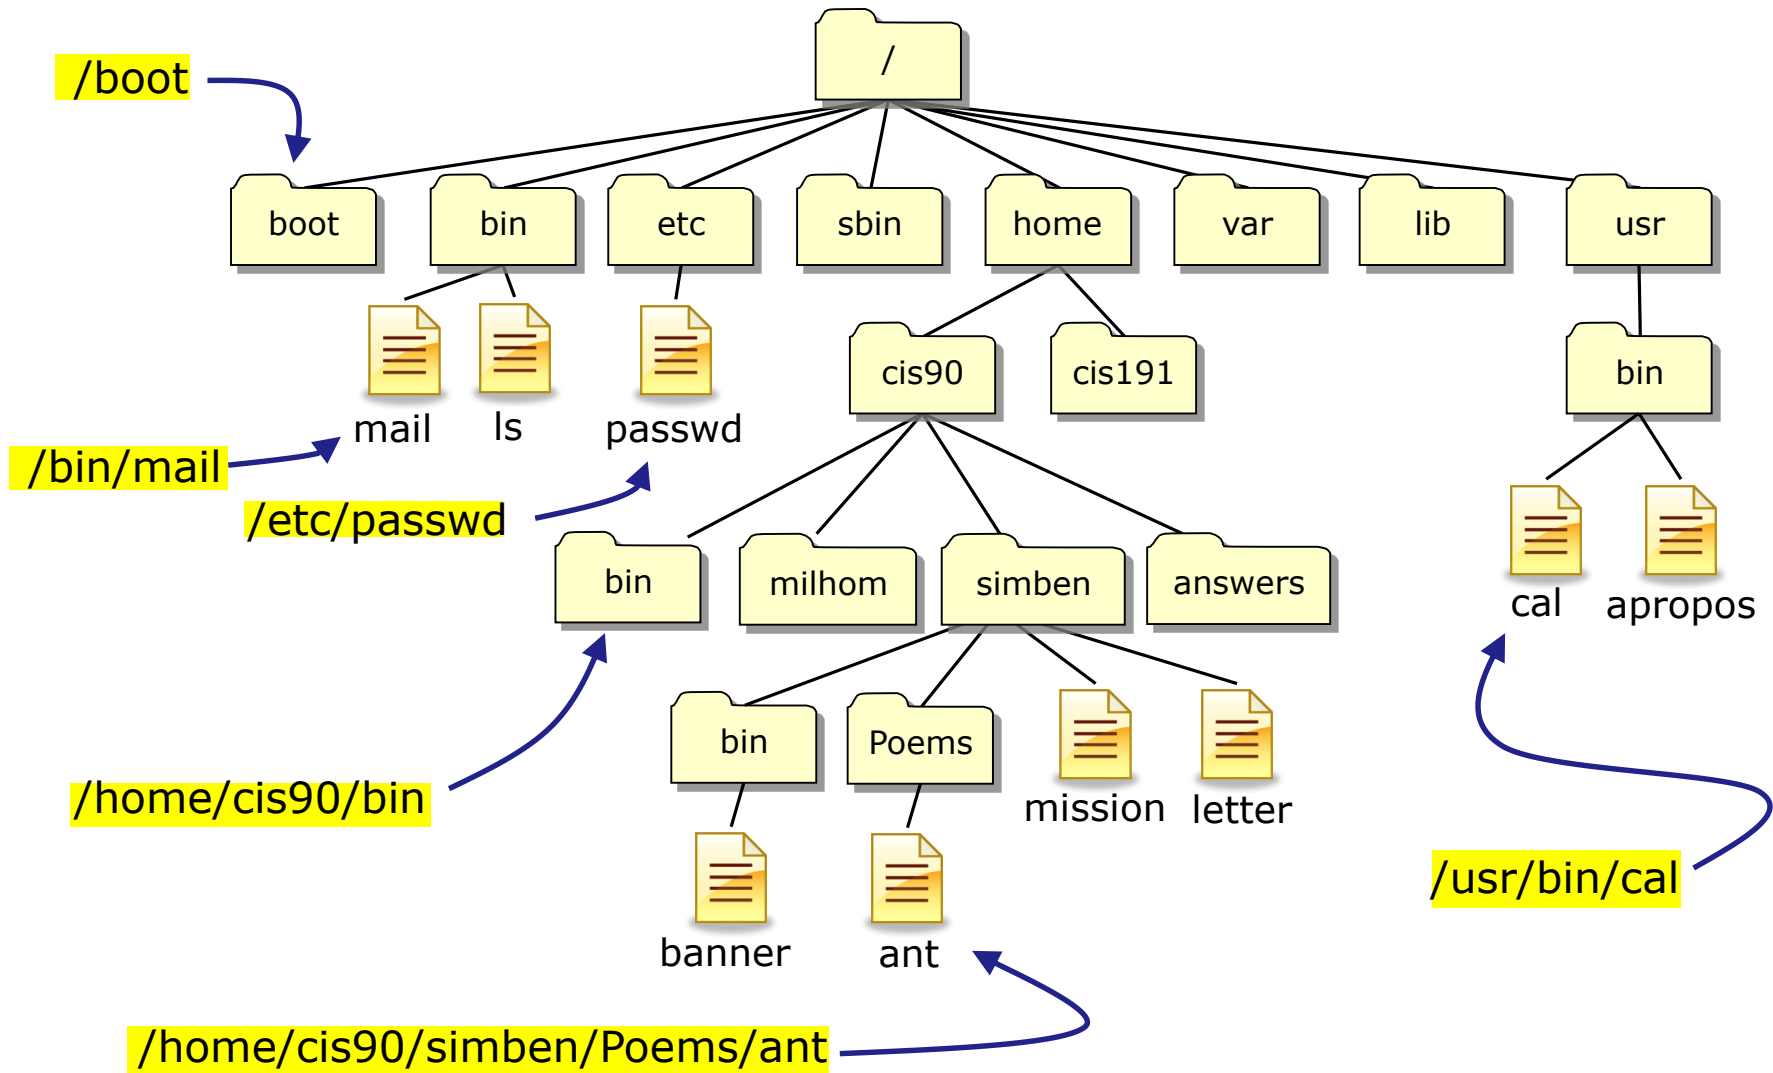 /
/boot
boot
bin
etc
sbin
home
var
lib
usr
mail
ls
passwd
cis90
cis191
bin
/bin/mail
/etc/passwd
bin
milhom
simben
answers
cal
apropos
bin
Poems
mission
letter
/home/cis90/bin
/usr/bin/cal
banner
ant
/home/cis90/simben/Poems/ant